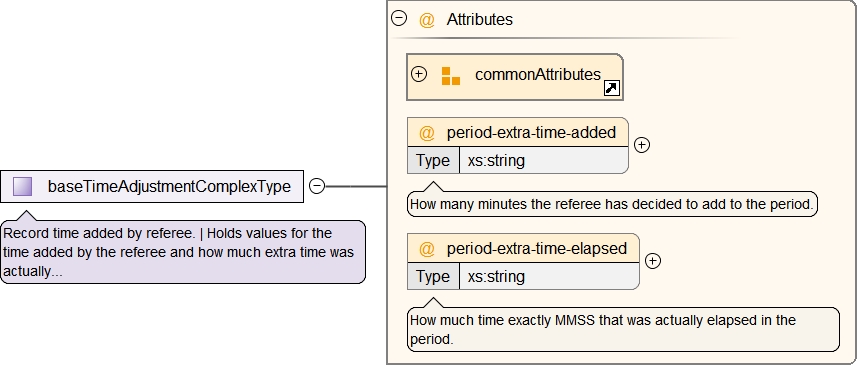 @ Attributes
commonAttributes
@ period-extra-time-added
Type xs:string
How many minutes the referee has decided to add to the period.
baseTimeAdjustmentComplexType
Record time added by referee. | Holds values for the
time added by the referee and how much extra time was
actually...
@ period-extra-time-elapsed
Type xs:string
How much time exactly MMSS that was actually elapsed in the
period.